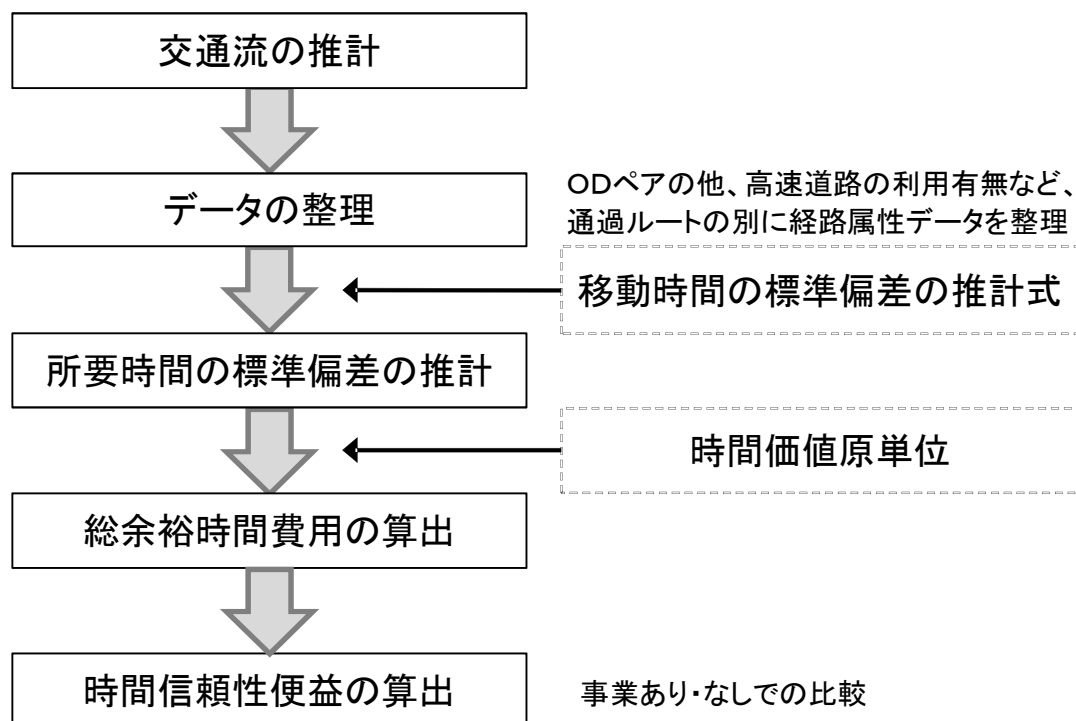 交通流の推計
データの整理
ODペアの他、高速道路の利用有無など、
通過ルートの別に経路属性データを整理
移動時間の標準偏差の推計式
所要時間の標準偏差の推計
時間価値原単位
総余裕時間費用の算出
時間信頼性便益の算出
事業あり・なしでの比較